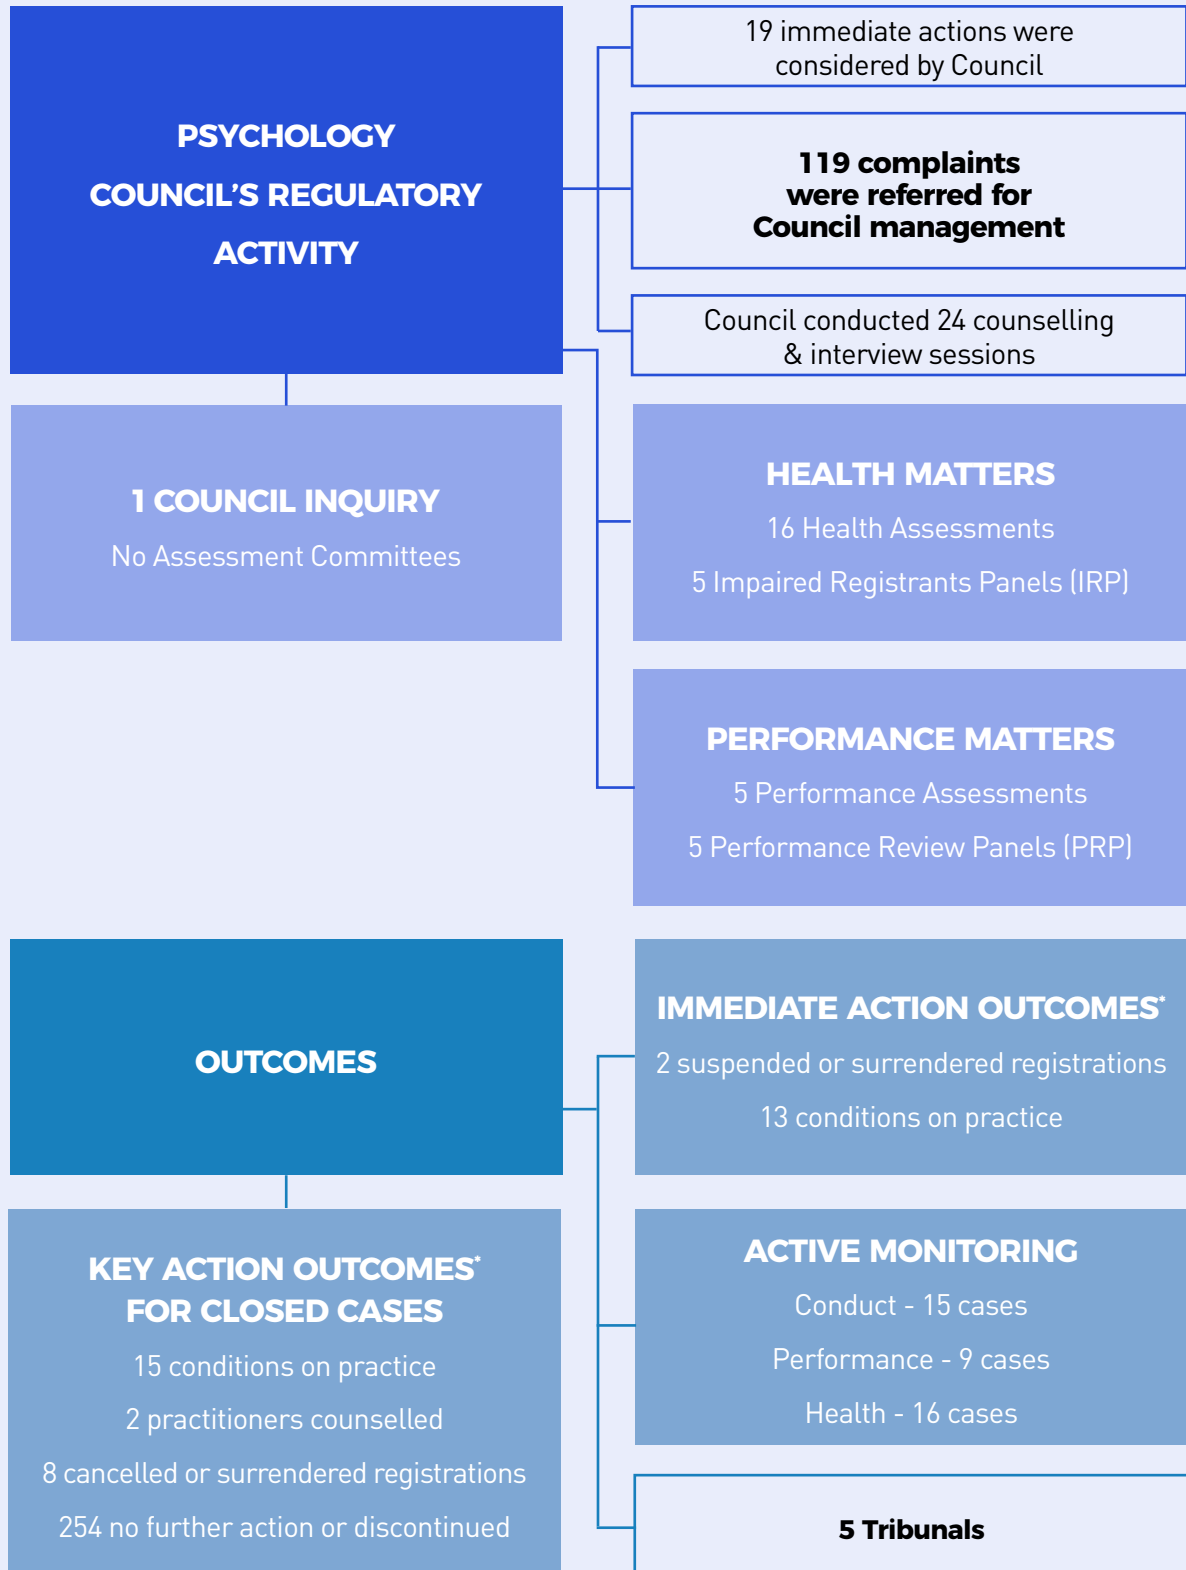 PSYCHOLOGY
COUNCIL'S REGULATORY
ACTIVITY
19 immediate actions were
considered by Council
119 complaints
were referred for
Council management
Council conducted 24 counselling
& interview sessions
1 COUNCIL INQUIRY
No Assessment Committees
HEALTH MATTERS
16 Health Assessments
5 Impaired Registrants Panels (IRP)
PERFORMANCE MATTERS
5 Performance Assessments
5 Performance Review Panels (PRP)
OUTCOMES
IMMEDIATE ACTION OUTCOMES*
2 suspended or surrendered registrations
13 conditions on practice
KEY ACTION OUTCOMES*
FOR CLOSED CASES
15 conditions on practice
2 practitioners counselled
8 cancelled or surrendered registrations
254 no further action or discontinued
ACTIVE MONITORING
Conduct - 15 cases
Performance - 9 cases
Health - 16 cases
5 Tribunals